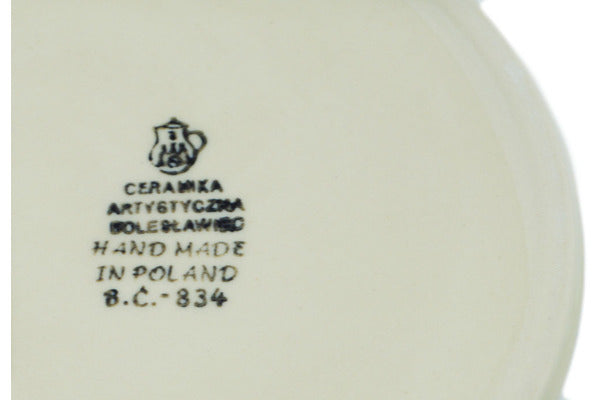 CERAMIKA
ARTYSTYCZNA
BOLESŁAWIEC
HAND MADE
IN POLAND
B.C.-834